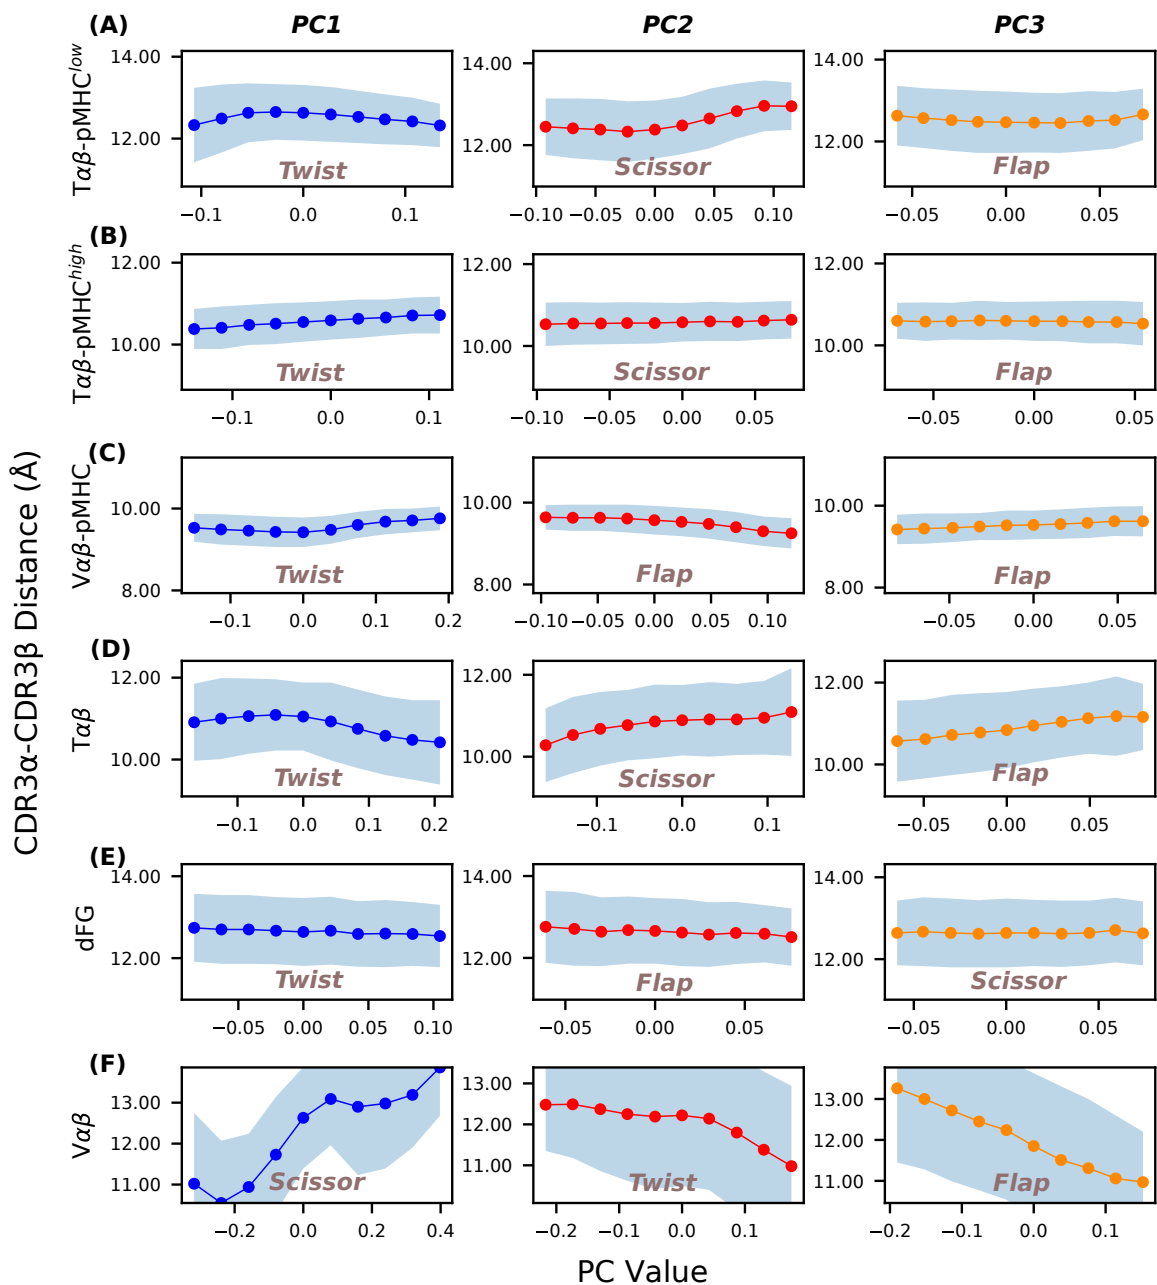 (A) PC1 PC2 PC3
Tαβ-pMHC^low
14.00 12.00
Twist
−0.1 0.0 0.1
14.00 12.00
Scissor
−0.10 −0.05 0.00 0.05 0.10
14.00 12.00
Flap
−0.05 0.00 0.05
(B)
Tαβ-pMHC^high
12.00 10.00
Twist
−0.1 0.0 0.1
12.00 10.00
Scissor
−0.10 −0.05 0.00 0.05
12.00 10.00
Flap
−0.05 0.00 0.05
(C)
Vαβ-pMHC
10.00 8.00
Twist
−0.1 0.0 0.1 0.2
10.00 8.00
Flap
−0.10 −0.05 0.00 0.05 0.10
10.00 8.00
Flap
−0.05 0.00 0.05
(D)
Tαβ
12.00 10.00
Twist
−0.1 0.0 0.1 0.2
12.00 10.00
Scissor
−0.1 0.0 0.1
12.00 10.00
Flap
−0.05 0.00 0.05
(E)
dFG
14.00 12.00
Twist
−0.05 0.00 0.05 0.10
14.00 12.00
Flap
−0.05 0.00 0.05
14.00 12.00
Scissor
−0.05 0.00 0.05
(F)
Vαβ
13.00 12.00 11.00
Scissor
−0.2 0.0 0.2 0.4
13.00 12.00 11.00
Twist
−0.2 −0.1 0.0 0.1
13.00 12.00 11.00
Flap
−0.2 −0.1 0.0 0.1
CDR3α-CDR3β Distance (Å)
PC Value